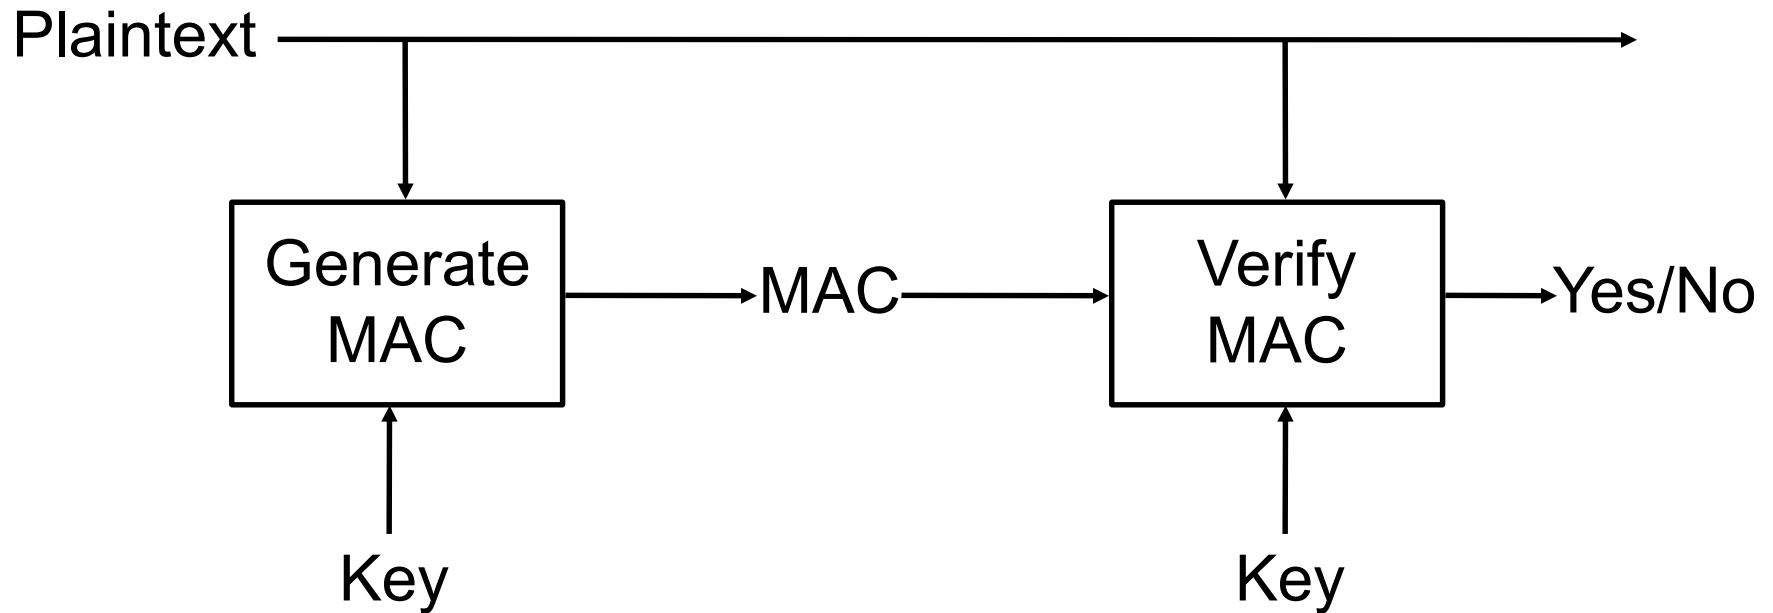 Plaintext
Generate
MAC
MAC
Verify
MAC
Yes/No
Key
Key